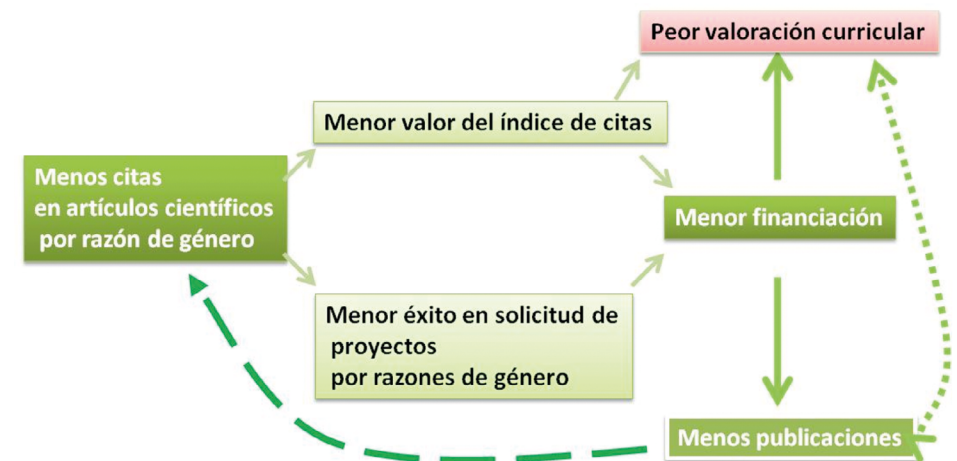 Peor valoración curricular
Menor valor del índice de citas
Menos citas
en artículos científicos
por razón de género
Menor financiación
Menor éxito en solicitud de
proyectos
por razones de género
Menos publicaciones